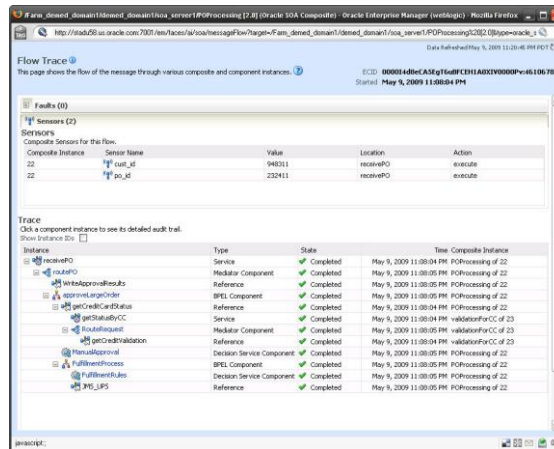 /Farm_demed_domain1/demed_domain1/soa_server1/POProcessing [2.0] (Oracle SOA Composite) - Oracle Enterprise Manager (weblogic) - Mozilla Firefox
http://stadu58.us.oracle.com:7001/em/faces/ai/soa/messageFlow?target=/Farm_demed_domain1/demed_domain1/soa_server1/POProcessing%20[2.0]&type=oracle_s
Data Refreshed May 9, 2009 11:20:41 PM PDT
Flow Trace
This page shows the flow of the message through various composite and component instances.
ECID
Started May 9, 2009 11:08:04 PM
Faults (0)
Sensors (2)
Sensors
Composite Sensors for this flow.
Composite Instance Sensor Name Value Location Action
22 cust_id 948311 receivePO execute
22 po_id 232411 receivePO execute
Trace
Click a component instance to see its detailed audit trail.
Show Instance IDs
Instance Type State Time Composite Instance
receivePO Service Completed May 9, 2009 11:08:04 PM POProcessing of 22
routePO Mediator Component Completed May 9, 2009 11:08:04 PM POProcessing of 22
WriteApprovalResults Reference Completed May 9, 2009 11:08:05 PM POProcessing of 22
approveLargeOrder BPEL Component Completed May 9, 2009 11:08:05 PM POProcessing of 22
getCreditCardStatus Reference Completed May 9, 2009 11:08:04 PM POProcessing of 22
getStatusByCC Service Completed May 9, 2009 11:08:04 PM validationForCC of 23
RouteRequest Mediator Component Completed May 9, 2009 11:08:04 PM validationForCC of 23
getCreditValidation Reference Completed May 9, 2009 11:08:04 PM validationForCC of 23
ManualApproval Decision Service Component Completed May 9, 2009 11:08:05 PM POProcessing of 22
FulfillmentProcess BPEL Component Completed May 9, 2009 11:08:05 PM POProcessing of 22
FulfillmentRules Decision Service Component Completed May 9, 2009 11:08:05 PM POProcessing of 22
JMS_UPS Reference Completed May 9, 2009 11:08:05 PM POProcessing of 22
javascript:;